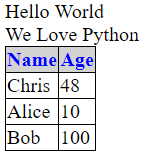 Hello World
We Love Python
Name Age
Chris 48
Alice 10
Bob 100